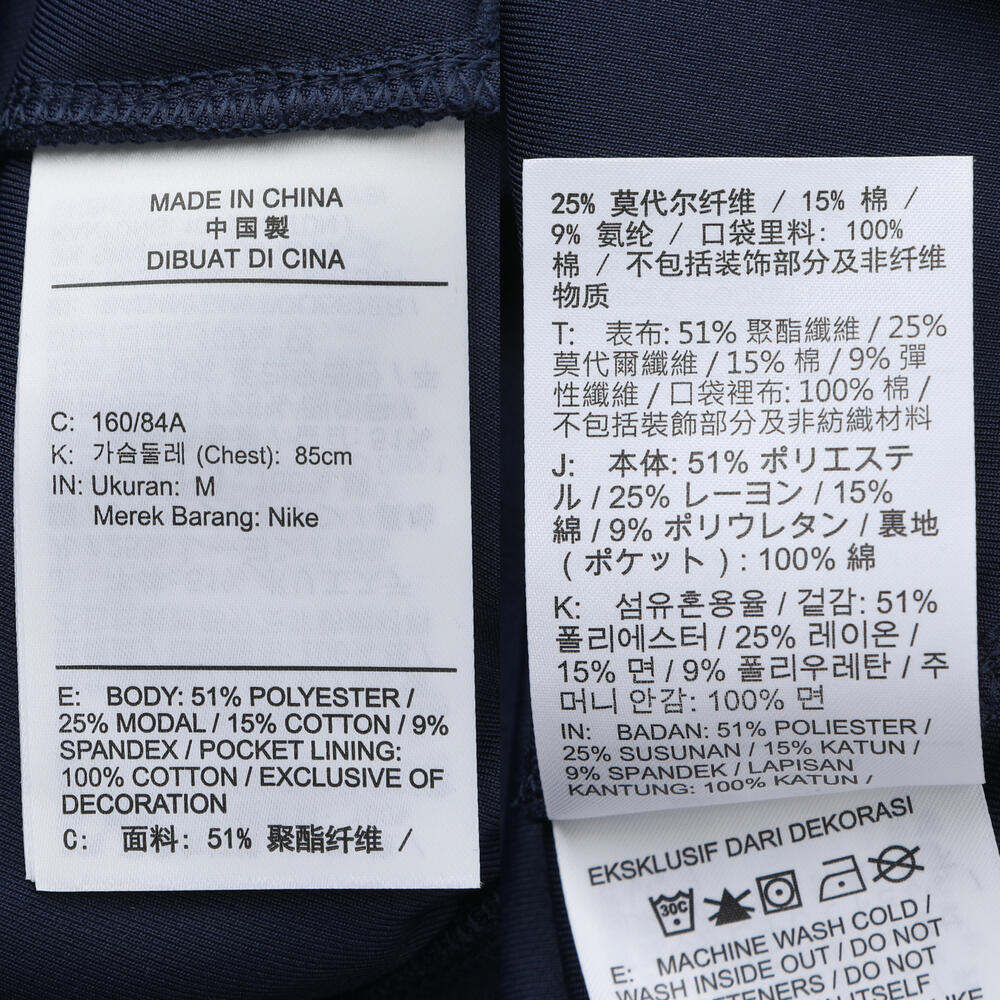 MADE IN CHINA
中国製
DIBUAT DI CINA
C: 160/84A
K: 가슴둘레 (Chest): 85cm
IN: Ukuran: M
Merek Barang: Nike
E: BODY: 51% POLYESTER /
25% MODAL / 15% COTTON / 9%
SPANDEX / POCKET LINING:
100% COTTON / EXCLUSIVE OF
DECORATION
C: 面料: 51% 聚酯纤维 /
25% 莫代尔纤维 / 15% 棉 /
9% 氨纶 / 口袋里料: 100%
棉 / 不包括装饰部分及非纤维
物质
T: 表布: 51% 聚酯纖維 / 25%
莫代爾纖維 / 15% 棉 / 9% 彈
性纖維 / 口袋裡布: 100% 棉 /
不包括裝飾部分及非紡織材料
J: 本体: 51% ポリエステ
ル / 25% レーヨン / 15%
綿 / 9% ポリウレタン / 裏地
( ポケット ) : 100% 綿
K: 섬유혼용율 / 겉감: 51%
폴리에스터 / 25% 레이온 /
15% 면 / 9% 폴리우레탄 / 주
머니 안감: 100% 면
IN: BADAN: 51% POLIESTER /
25% SUSUNAN / 15% KATUN /
9% SPANDEK / LAPISAN
KANTUNG: 100% KATUN /
EKSKLUSIF DARI DEKORASI
30C
E: MACHINE WASH COLD /
WASH INSIDE OUT / DO NOT
/ DO NOT